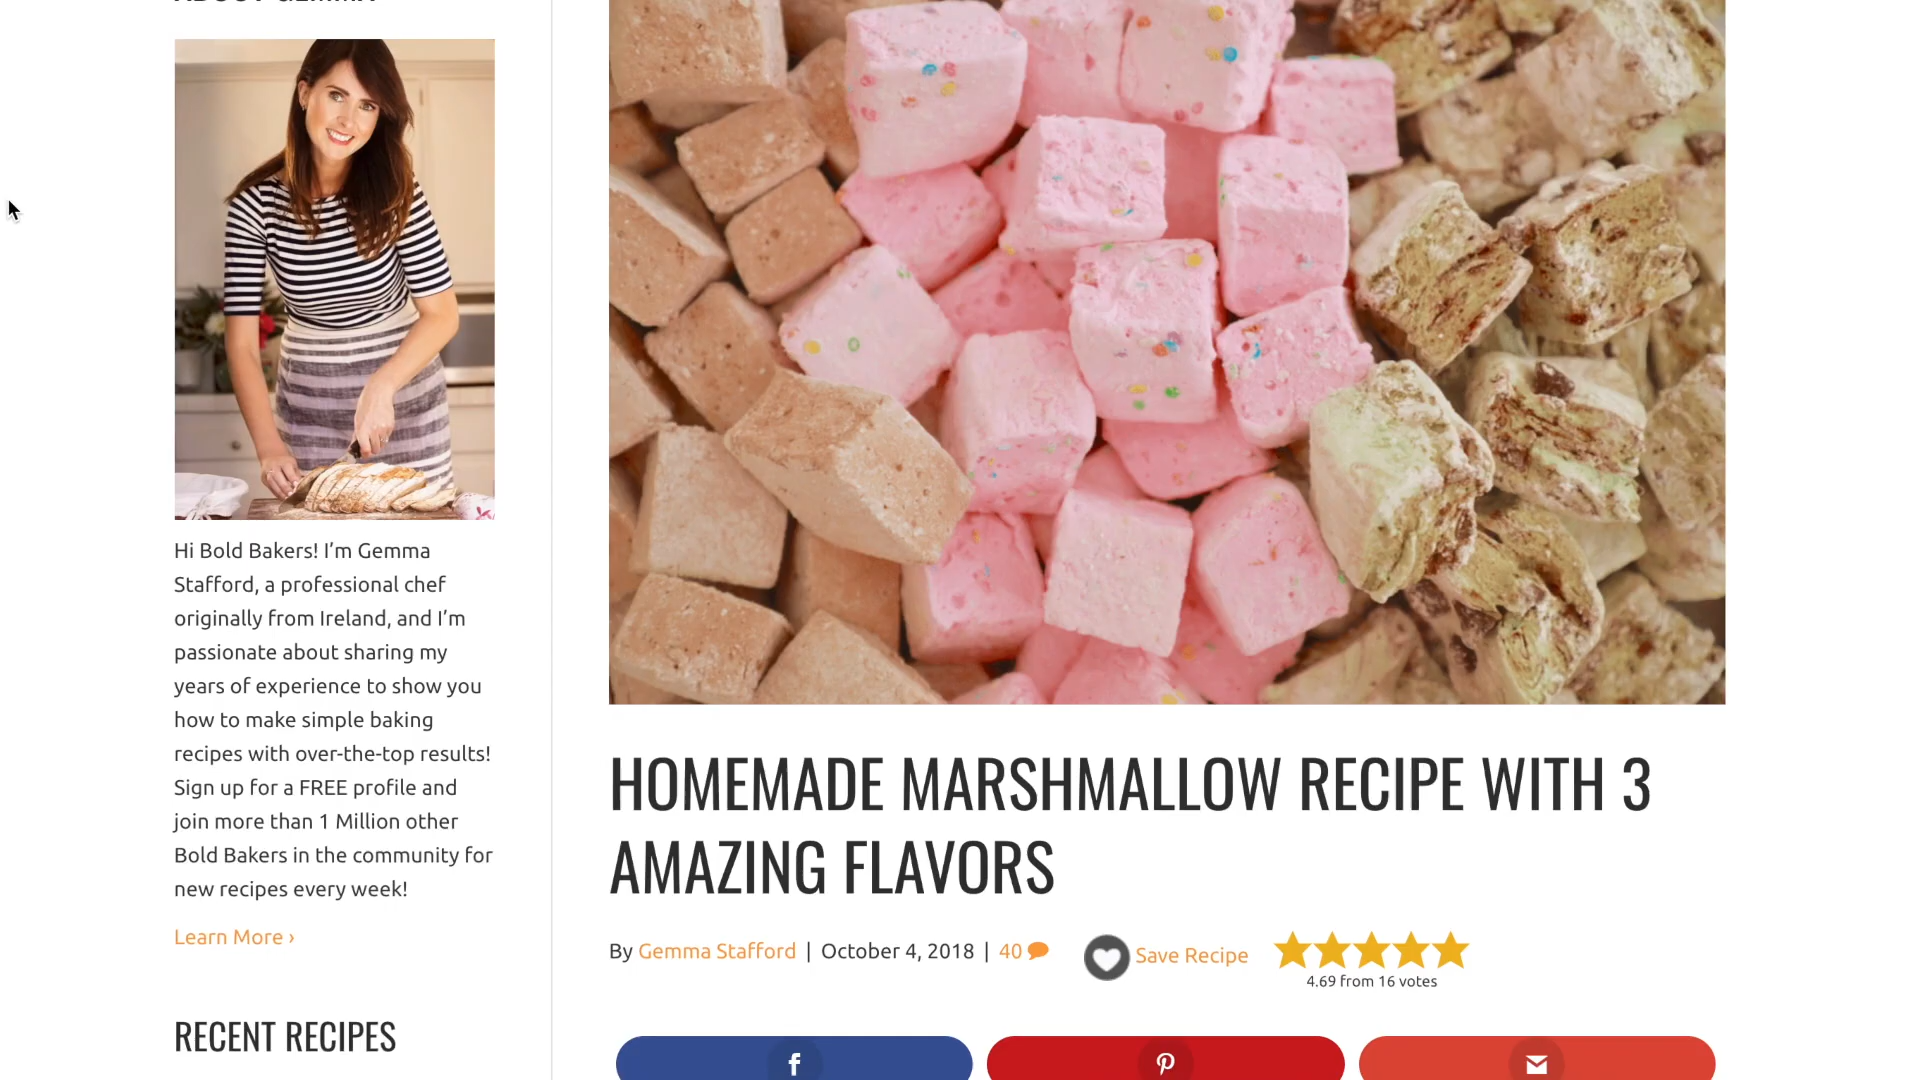 Hi Bold Bakers! I’m Gemma
Stafford, a professional chef
originally from Ireland, and I’m
passionate about sharing my
years of experience to show you
how to make simple baking
recipes with over-the-top results!
Sign up for a FREE profile and
join more than 1 Million other
Bold Bakers in the community for
new recipes every week!
Learn More ›
RECENT RECIPES
HOMEMADE MARSHMALLOW RECIPE WITH 3
AMAZING FLAVORS
By Gemma Stafford | October 4, 2018 | 40
Save Recipe
4.69 from 16 votes